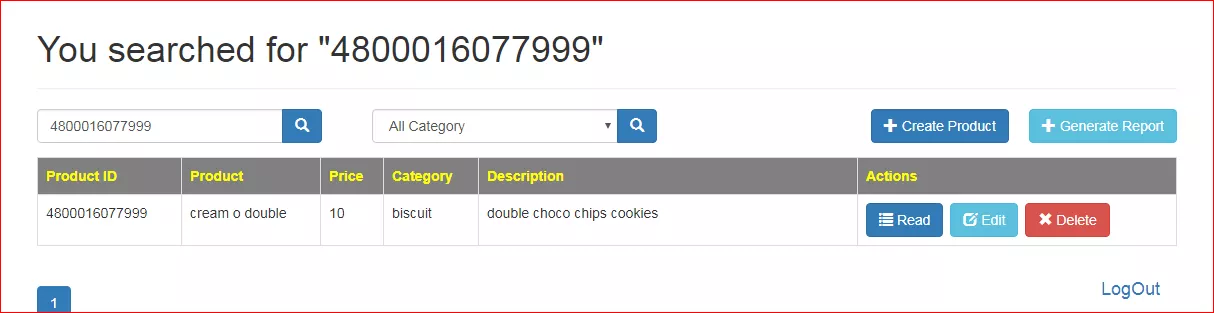 You searched for "4800016077999"
4800016077999 All Category Create Product Generate Report
Product ID Product Price Category Description Actions
4800016077999 cream o double 10 biscuit double choco chips cookies Read Edit Delete
LogOut
1